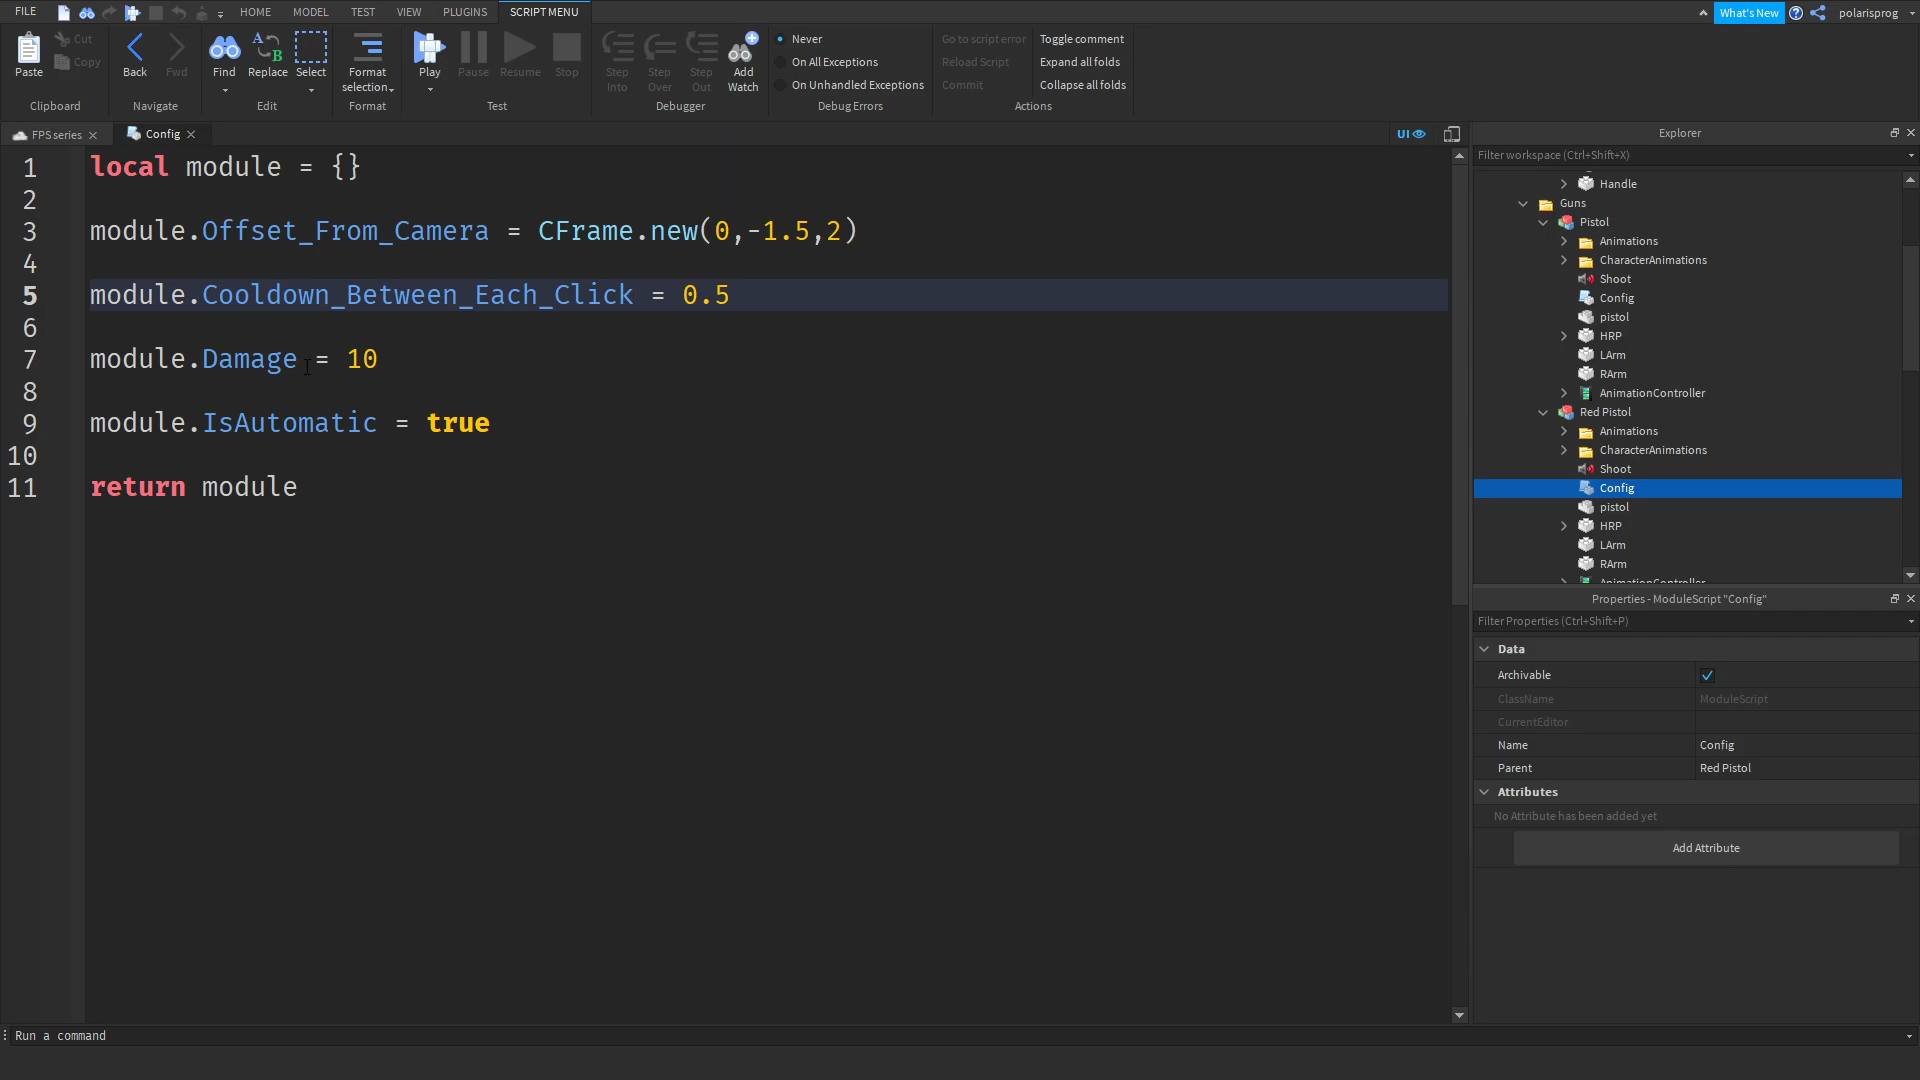 FILE HOME MODEL TEST VIEW PLUGINS SCRIPT MENU What's New polarisprog
Paste Cut Copy Back Fwd Find Replace Select Format selection Play Pause Resume Stop Step Into Step Over Step Out Add Watch
Never
On All Exceptions
On Unhandled Exceptions
Go to script error
Reload Script
Commit
Toggle comment
Expand all folds
Collapse all folds
Clipboard Navigate Edit Format Test Debugger Debug Errors Actions
FPS series Config UI
1 local module = {}
2
3 module.Offset_From_Camera = CFrame.new(0,-1.5,2)
4
5 module.Cooldown_Between_Each_Click = 0.5
6
7 module.Damage = 10
8
9 module.IsAutomatic = true
10
11 return module
Explorer
Filter workspace (Ctrl+Shift+X)
Handle
Guns
Pistol
Animations
CharacterAnimations
Shoot
Config
pistol
HRP
LArm
RArm
AnimationController
Red Pistol
Animations
CharacterAnimations
Shoot
Config
pistol
HRP
LArm
RArm
AnimationController
Properties - ModuleScript "Config"
Filter Properties (Ctrl+Shift+P)
Data
Archivable
ClassName ModuleScript
CurrentEditor
Name Config
Parent Red Pistol
Attributes
No Attribute has been added yet
Add Attribute
Run a command